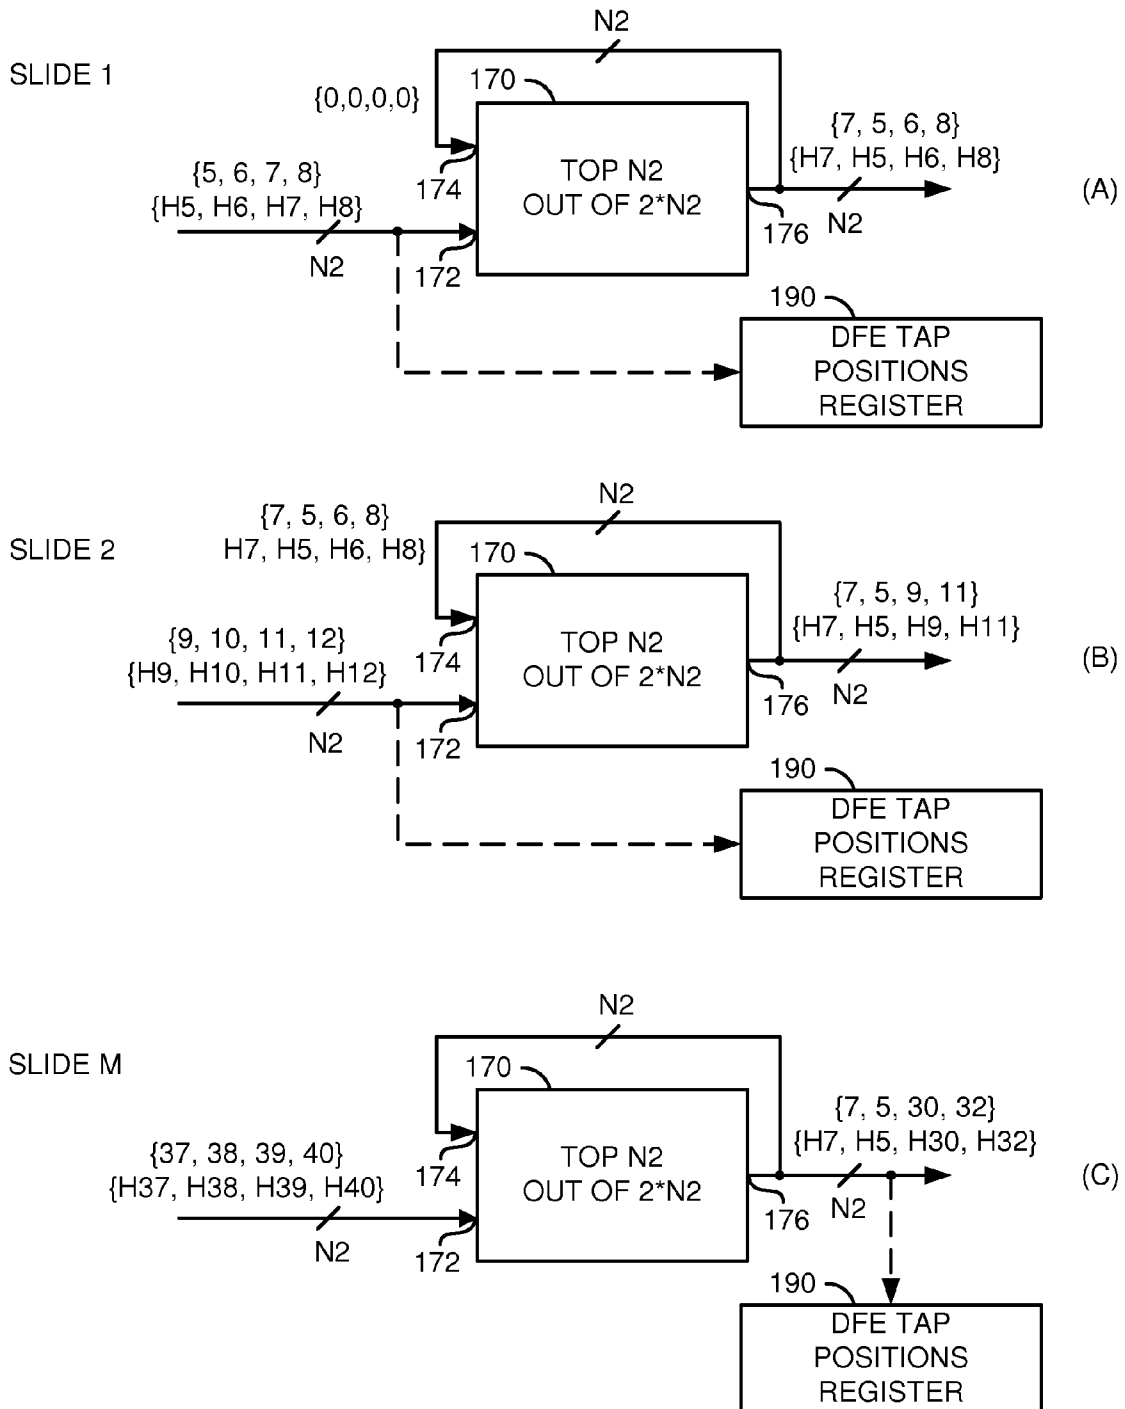 N2
SLIDE 1
170
{0,0,0,0}
{7, 5, 6, 8}
{H7, H5, H6, H8}
{5, 6, 7, 8}
{H5, H6, H7, H8}
174
TOP N2
OUT OF 2*N2
(A)
N2
172
176
N2
190
DFE TAP
POSITIONS
REGISTER
N2
{7, 5, 6, 8}
H7, H5, H6, H8}
SLIDE 2
170
{7, 5, 9, 11}
{H7, H5, H9, H11}
{9, 10, 11, 12}
{H9, H10, H11, H12}
174
TOP N2
OUT OF 2*N2
(B)
N2
172
176
N2
190
DFE TAP
POSITIONS
REGISTER
N2
SLIDE M
170
{7, 5, 30, 32}
{H7, H5, H30, H32}
{37, 38, 39, 40}
{H37, H38, H39, H40}
174
TOP N2
OUT OF 2*N2
(C)
N2
172
176
N2
190
DFE TAP
POSITIONS
REGISTER